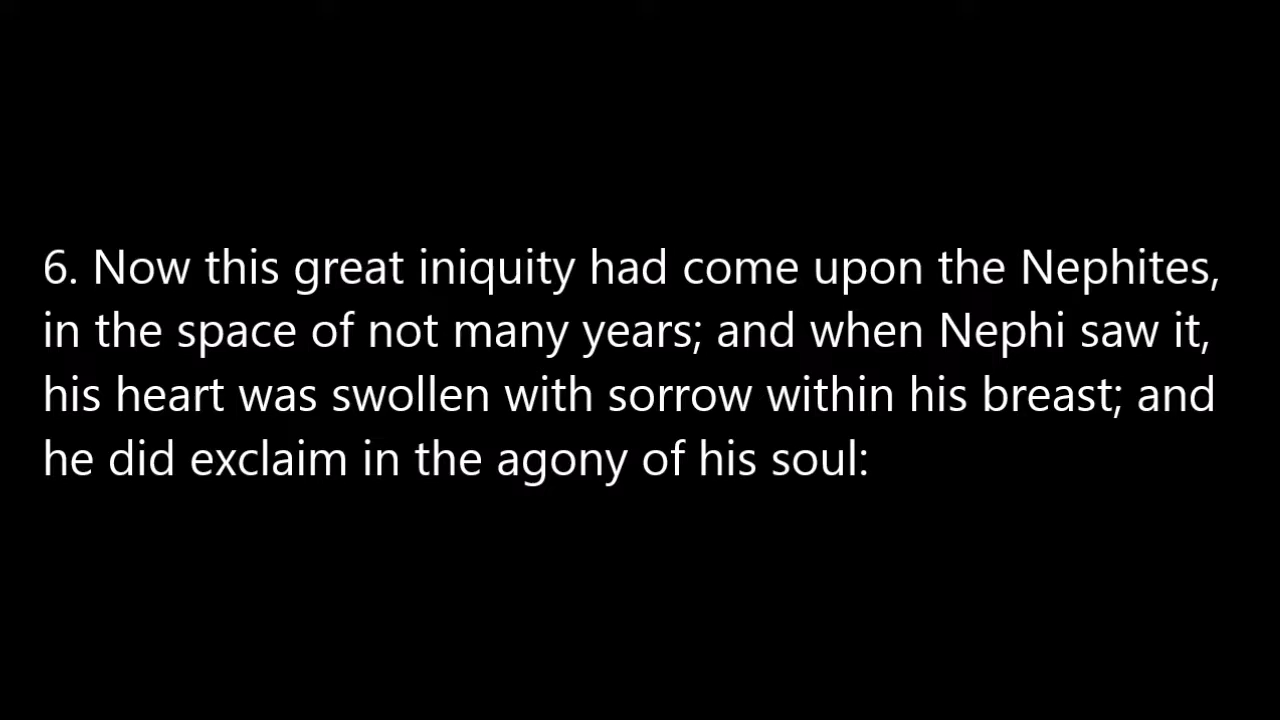 6. Now this great iniquity had come upon the Nephites,
in the space of not many years; and when Nephi saw it,
his heart was swollen with sorrow within his breast; and
he did exclaim in the agony of his soul: